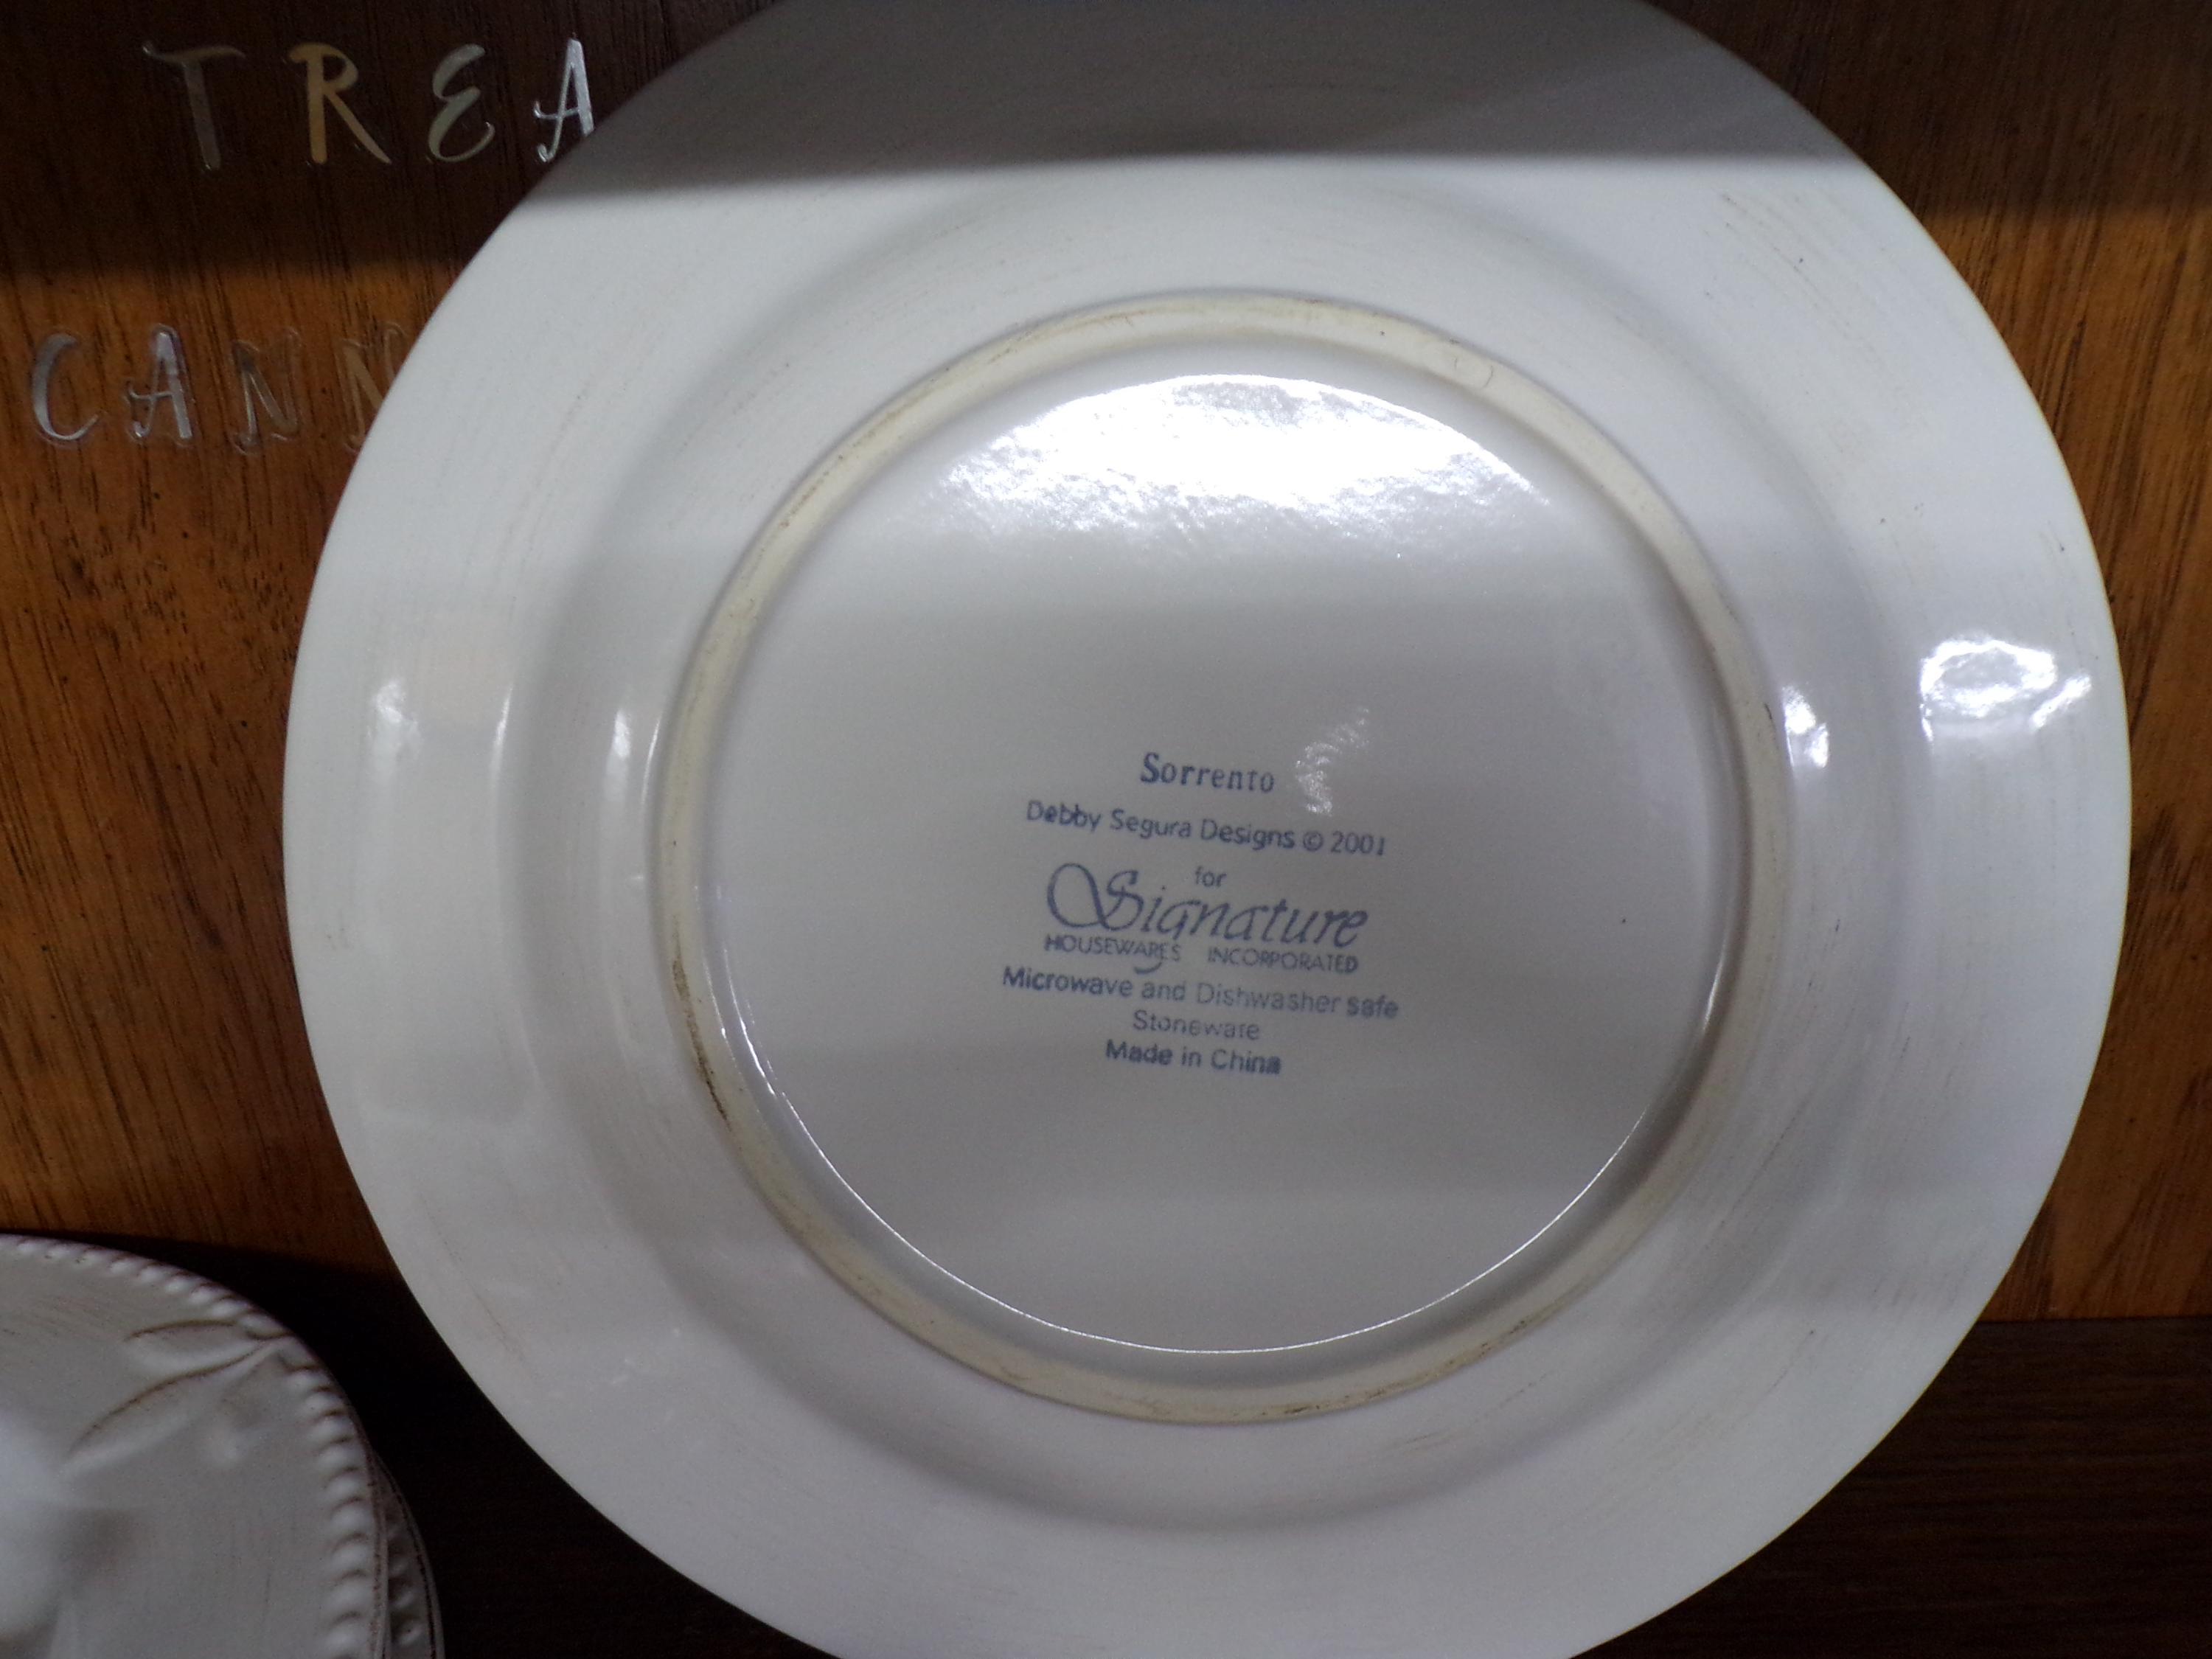 TREA
CANN
Sorrento
Debby Segura Designs © 2001
for
Signature
HOUSEWARES INCORPORATED
Microwave and Dishwasher safe
Stoneware
Made in China